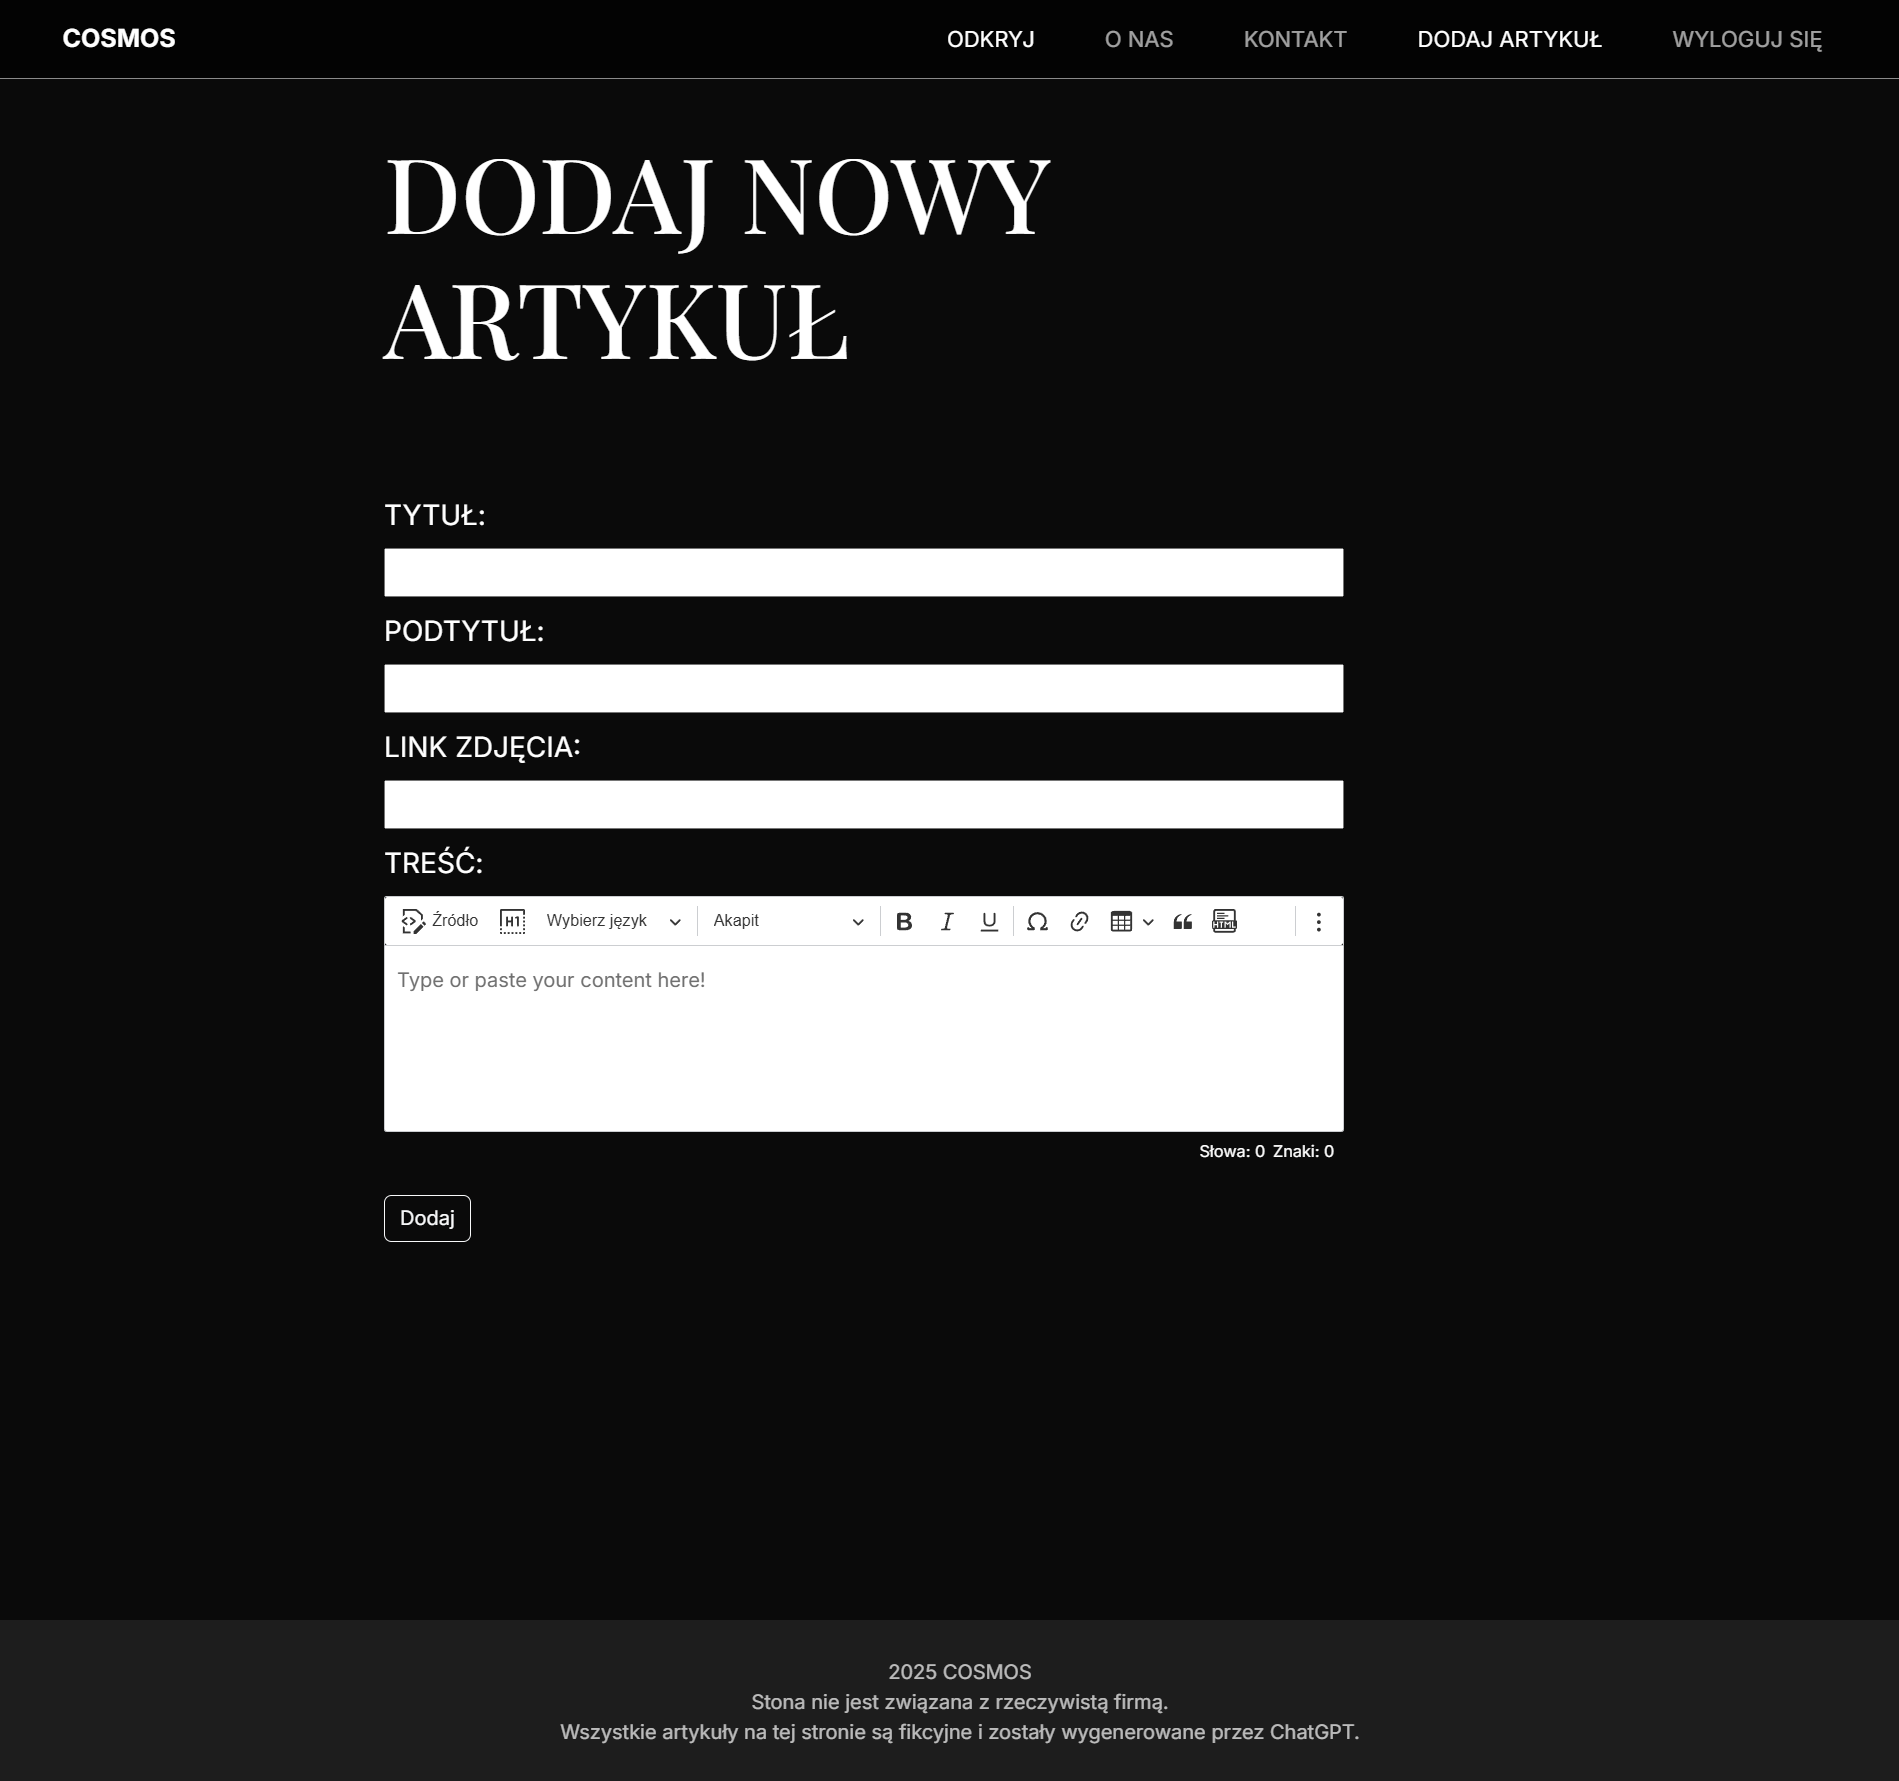 COSMOS ODKRYJ O NAS KONTAKT DODAJ ARTYKUŁ WYLOGUJ SIĘ
DODAJ NOWY
ARTYKUŁ
TYTUŁ:
PODTYTUŁ:
LINK ZDJĘCIA:
TREŚĆ:
Źródło H1 Wybierz język Akapit B I U Ω HTML
Type or paste your content here!
Słowa: 0 Znaki: 0
Dodaj
2025 COSMOS
Stona nie jest związana z rzeczywistą firmą.
Wszystkie artykuły na tej stronie są fikcyjne i zostały wygenerowane przez ChatGPT.